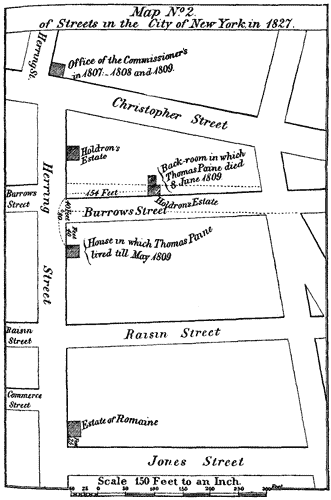 Map No. 2.
of Streets in the City of New York in 1827.
Herring St.
Office of the Commissioner's
in 1807 - 1808 and 1809.
Christopher Street
Holdron's
Estate
Back-room in which
Thomas Paine died
8 June 1809
Holdron's Estate
Herring Street
Burrows
Street
154 Feet
Burrows Street
House in which Thomas Paine
lived till May 1809
Raisin
Street
Raisin Street
Commerce
Street
Estate of Romaine
Jones Street
Scale 150 Feet to an Inch.
50 25 0 50 100 150 200 250 300 Feet